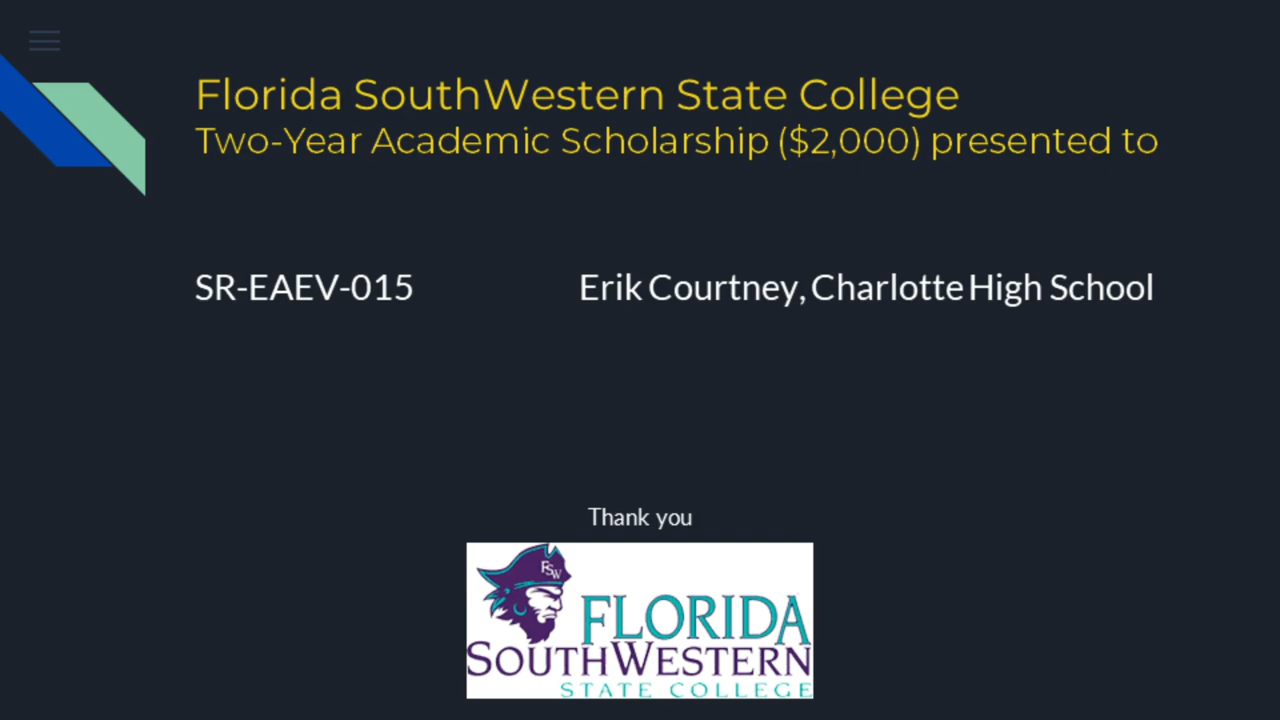 Florida SouthWestern State College
Two-Year Academic Scholarship ($2,000) presented to
SR-EAEV-015 Erik Courtney, Charlotte High School
Thank you
FSW
FLORIDA
SOUTHWESTERN
STATE COLLEGE